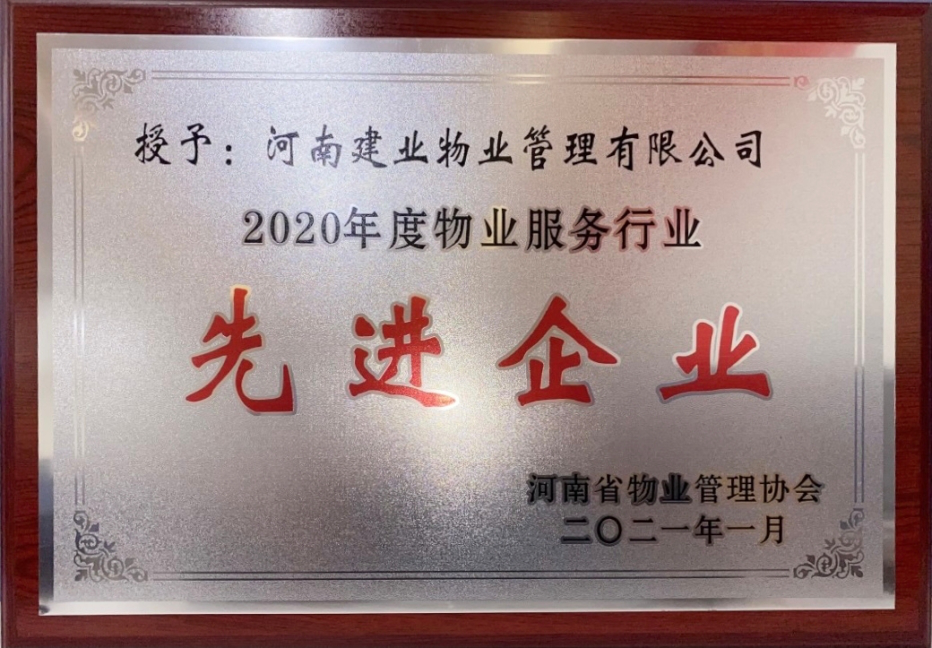 授予：河南建业物业管理有限公司
2020年度物业服务行业
先进企业
河南省物业管理协会
二〇二一年一月